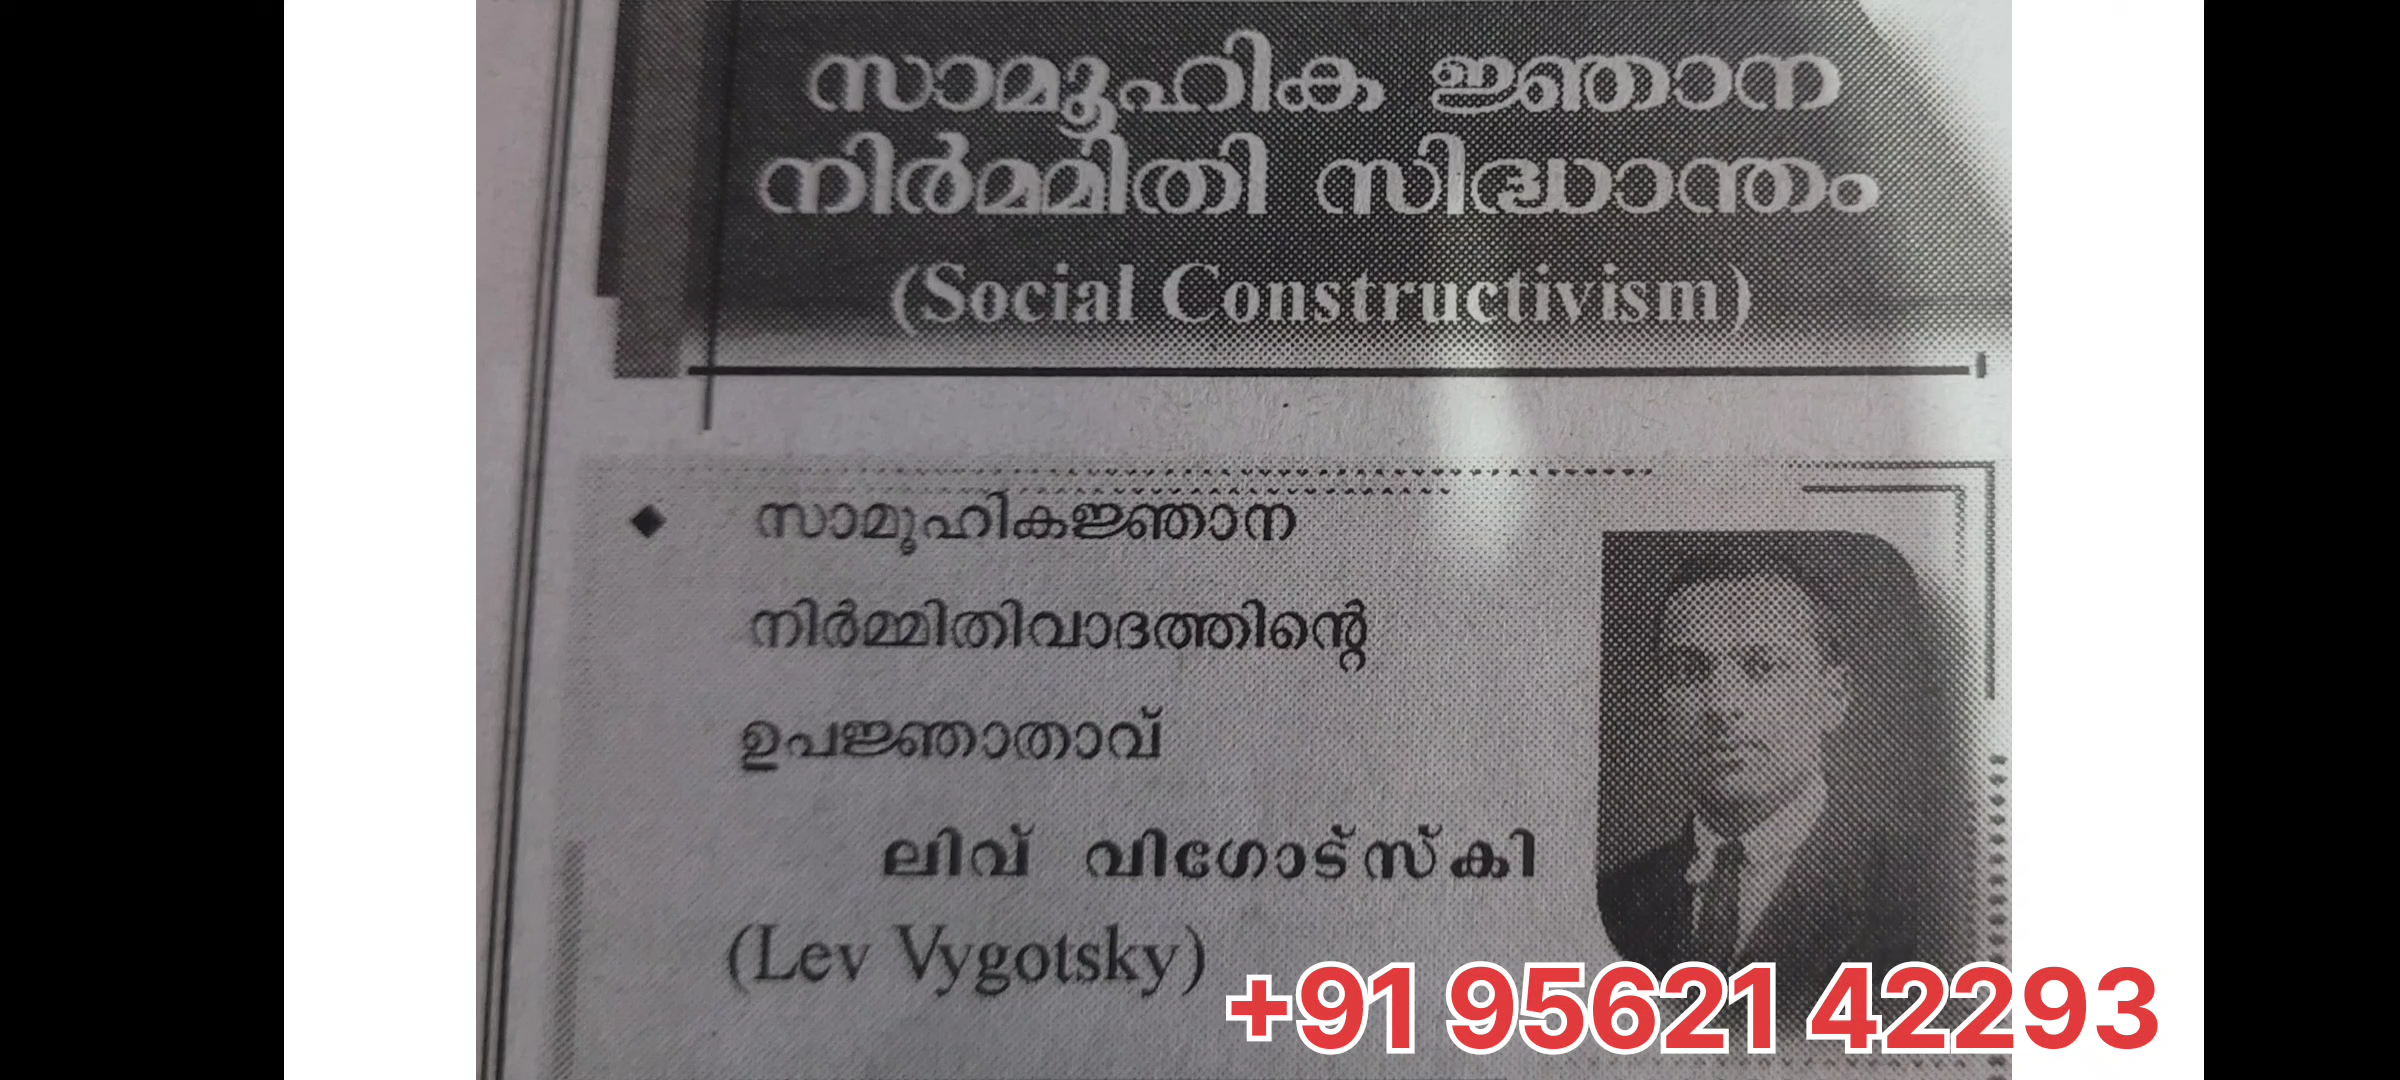 സാമൂഹിക ജ്ഞാന
നിർമ്മിതി സിദ്ധാന്തം
(Social Constructivism)
◆ സാമൂഹികജ്ഞാന
നിർമ്മിതിവാദത്തിന്റെ
ഉപജ്ഞാതാവ്
ലിവ് വിഗോട്സ്കി
(Lev Vygotsky)
+91 95621 42293